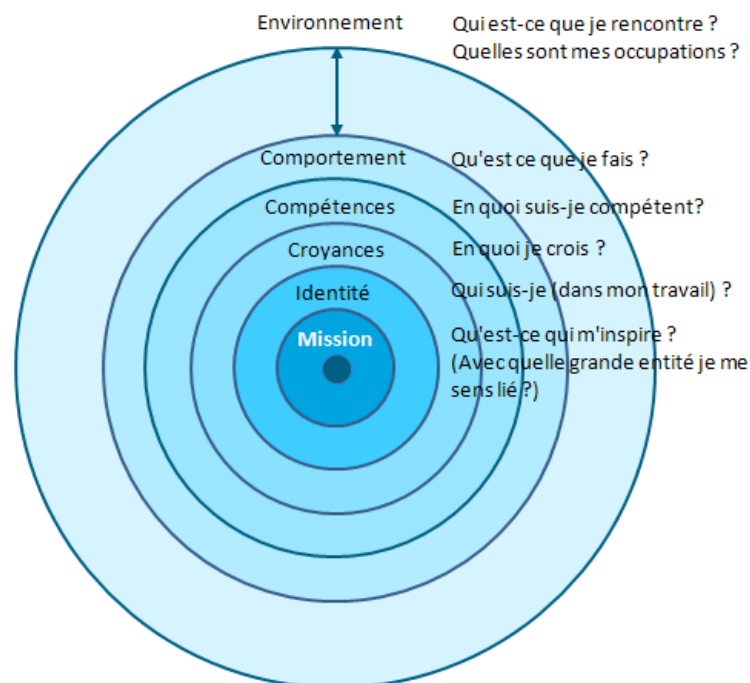 Environnement Qui est-ce que je rencontre ?
Quelles sont mes occupations ?
Comportement Qu'est ce que je fais ?
Compétences En quoi suis-je compétent?
Croyances En quoi je crois ?
Identité Qui suis-je (dans mon travail) ?
Mission Qu'est-ce qui m'inspire ?
(Avec quelle grande entité je me
sens lié ?)